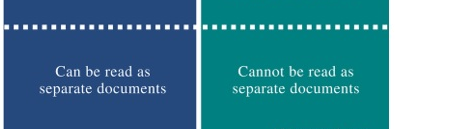 Can be read as
separate documents
Cannot be read as
separate documents